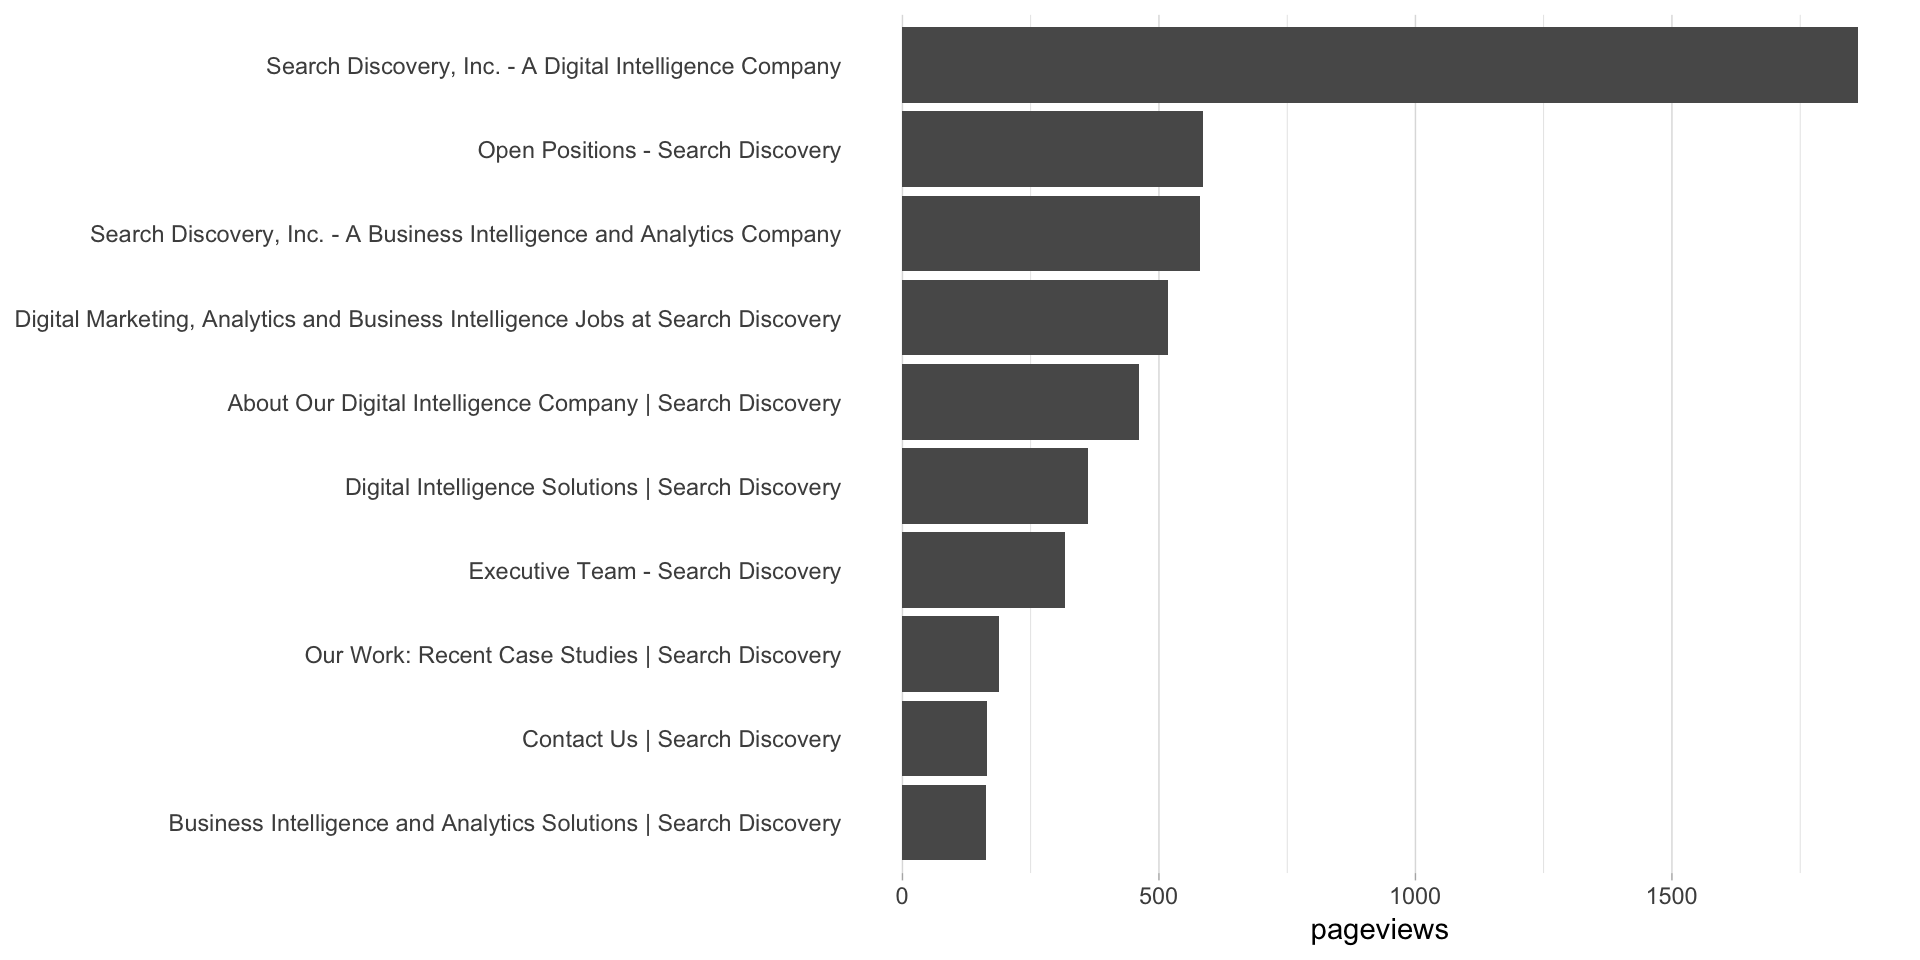 Search Discovery, Inc. - A Digital Intelligence Company
Open Positions - Search Discovery
Search Discovery, Inc. - A Business Intelligence and Analytics Company
Digital Marketing, Analytics and Business Intelligence Jobs at Search Discovery
About Our Digital Intelligence Company | Search Discovery
Digital Intelligence Solutions | Search Discovery
Executive Team - Search Discovery
Our Work: Recent Case Studies | Search Discovery
Contact Us | Search Discovery
Business Intelligence and Analytics Solutions | Search Discovery
0 500 1000 1500
pageviews